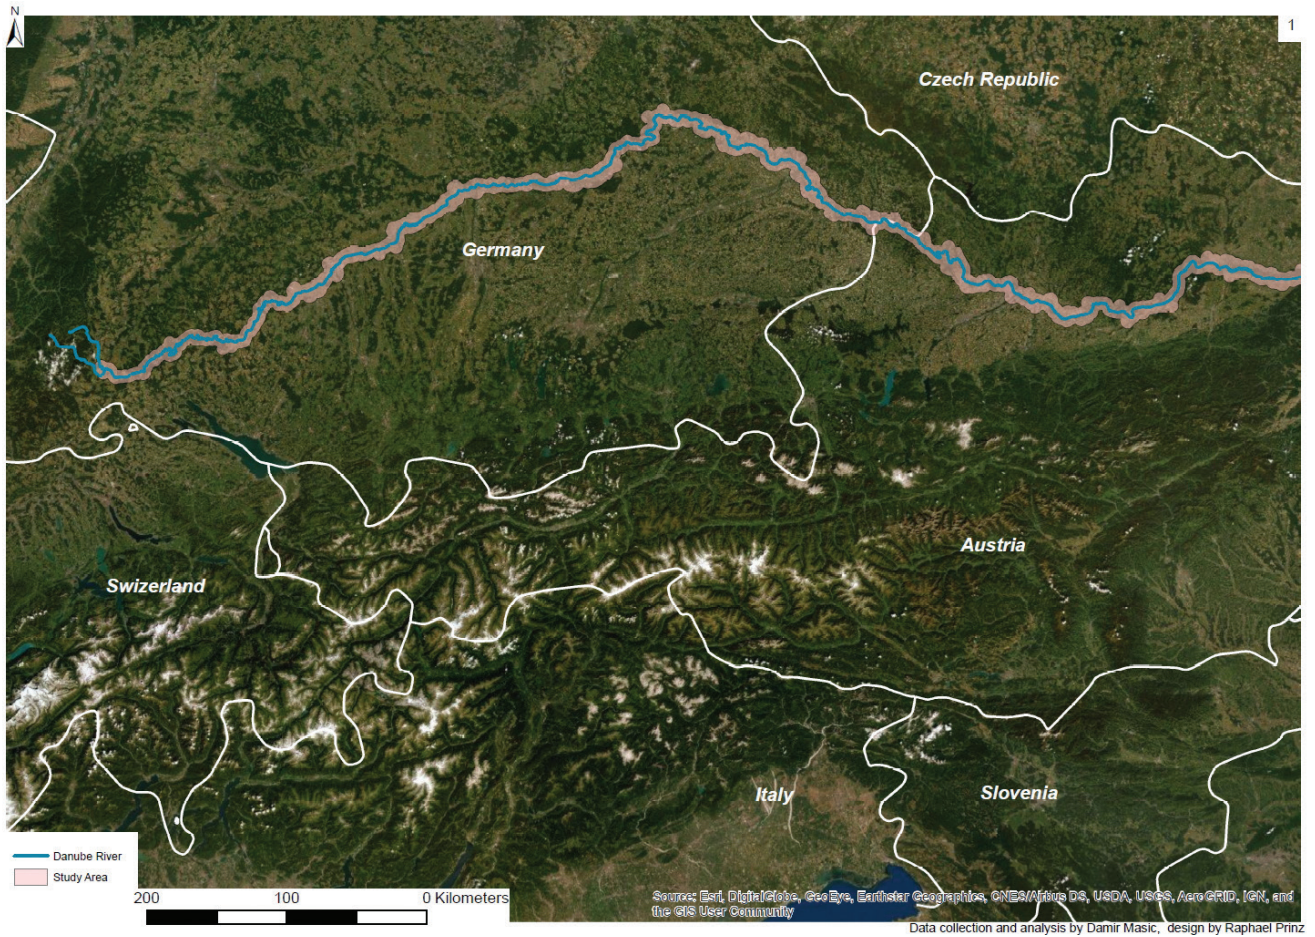 N
1
Czech Republic
Germany
Austria
Swizerland
Italy
Slovenia
Danube River
Study Area
200 100 0 Kilometers
Source: Esri, DigitalGlobe, GeoEye, Earthstar Geographics, CNES/Airbus DS, USDA, USGS, AeroGRID, IGN, and
the GIS User Community
Data collection and analysis by Damir Masic, design by Raphael Prinz